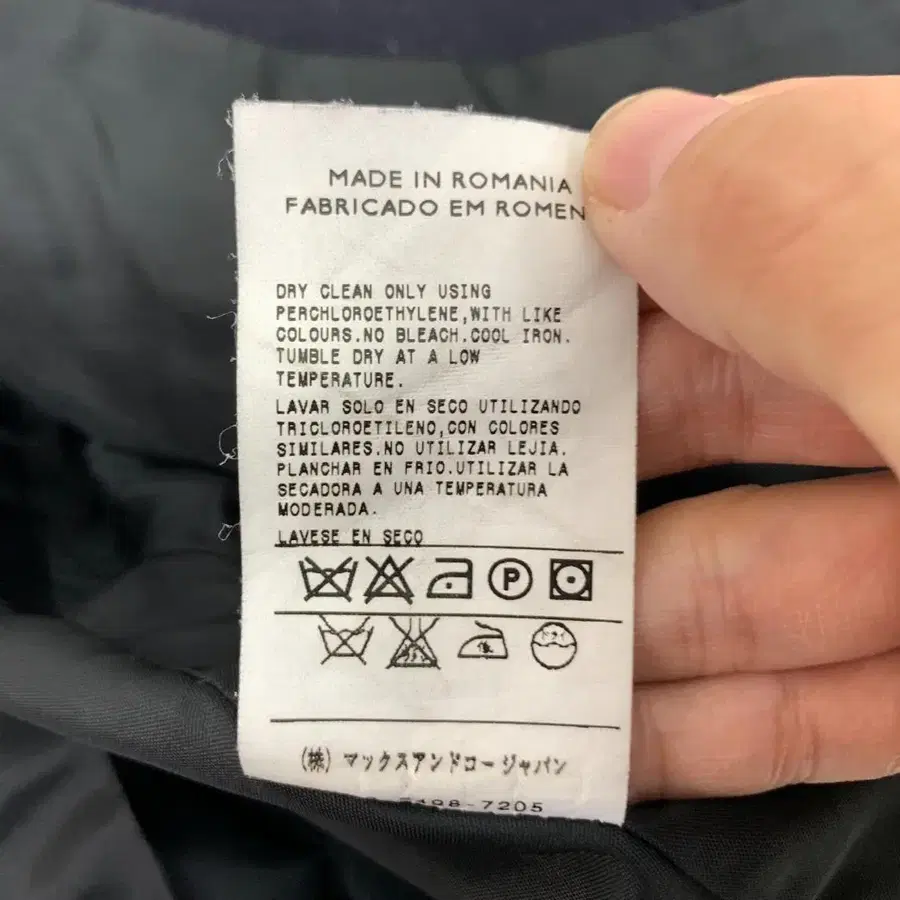 MADE IN ROMANIA
FABRICADO EM ROMEN
DRY CLEAN ONLY USING
PERCHLOROETHYLENE,WITH LIKE
COLOURS.NO BLEACH.COOL IRON.
TUMBLE DRY AT A LOW
TEMPERATURE.
LAVAR SOLO EN SECO UTILIZANDO
TRICLOROETILENO,CON COLORES
SIMILARES.NO UTILIZAR LEJIA.
PLANCHAR EN FRIO.UTILIZAR LA
SECADORA A UNA TEMPERATURA
MODERADA.
LAVESE EN SECO
P
(株) マックスアンドコージャパン
7205